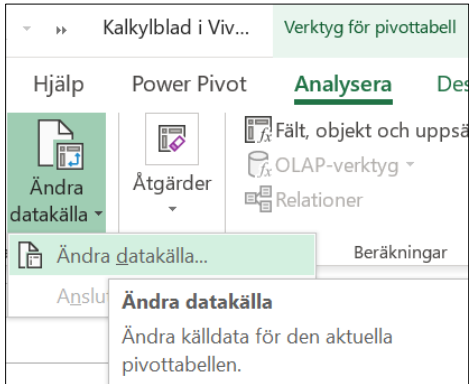 Kalkylblad i Viv... Verktyg för pivottabell
Hjälp Power Pivot Analysera Des
Ändra
datakälla
Åtgärder
Fält, objekt och uppsä
OLAP-verktyg
Relationer
Beräkningar
Ändra datakälla...
Anslu
Ändra datakälla
Ändra källdata för den aktuella
pivottabellen.